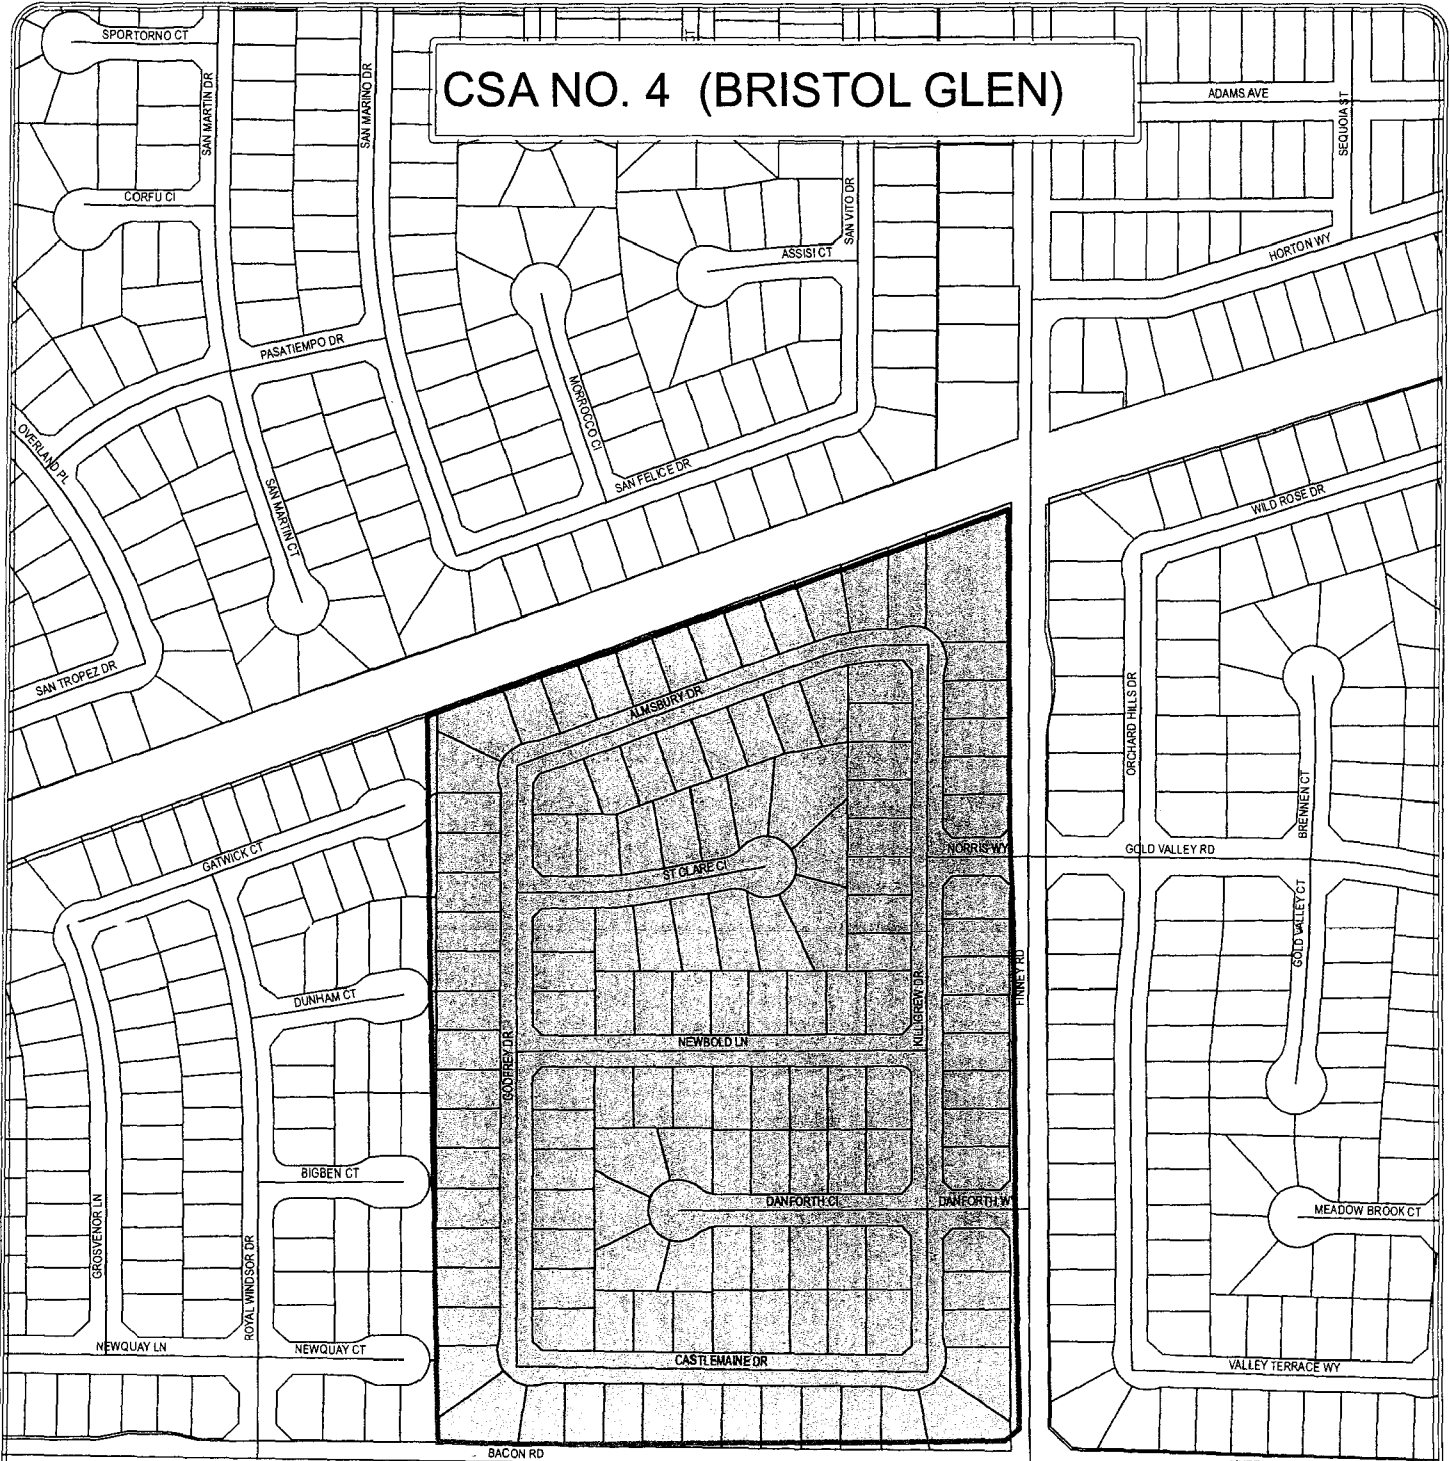 SPORTORNO CT
SAN MARTIN DR
SAN MARINO DR
CSA NO. 4 (BRISTOL GLEN)
ADAMS AVE
SEQUOIA ST
CORFU CI
SAN VITO DR
ASSISI CT
HORTON WY
PASATIEMPO DR
MORROCCO CI
OVERLAND PL
SAN MARTIN CT
SAN FELICE DR
WILD ROSE DR
SAN TROPEZ DR
ALMSBURY DR
ORCHARD HILLS DR
BRENNEN CT
GATWICK CT
ST CLARE CI
NORRIS WY
GOLD VALLEY RD
GOLD VALLEY CT
DUNHAM CT
FINNEY RD
KILLIGREW DR
GODFREY DR
NEWBOLD LN
BIGBEN CT
GROSVENOR LN
ROYAL WINDSOR DR
DANFORTH CI
DANFORTH WY
MEADOW BROOK CT
NEWQUAY LN
NEWQUAY CT
CASTLEMAINE DR
VALLEY TERRACE WY
BACON RD